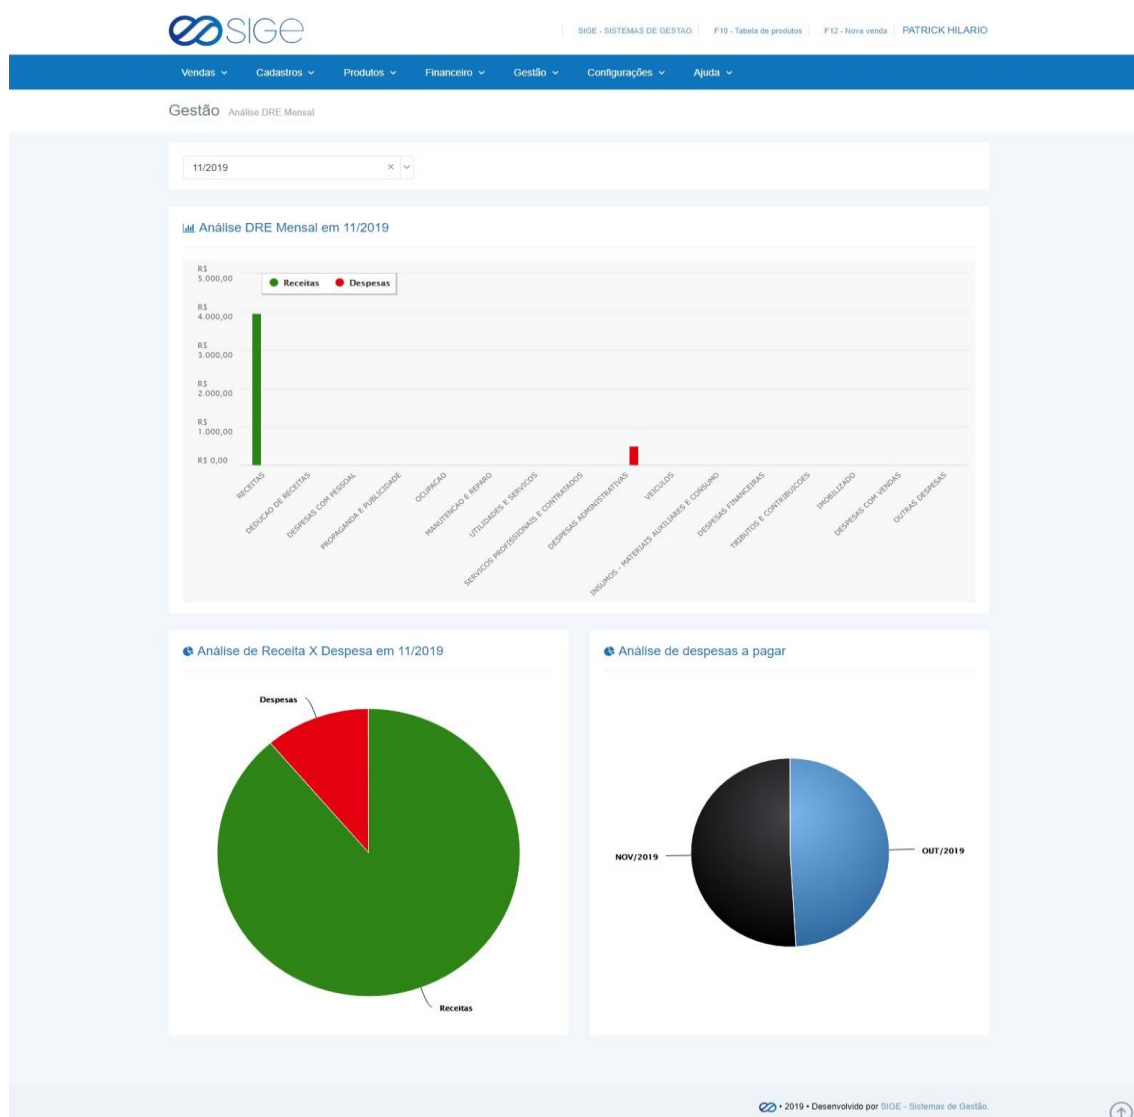 SIGE
SIGE - SISTEMAS DE GESTAO
F10 - Tabela de produtos
F12 - Nova venda
PATRICK HILARIO
Vendas
Cadastros
Produtos
Financeiro
Gestão
Configurações
Ajuda
Gestão Análise DRE Mensal
11/2019
Análise DRE Mensal em 11/2019
R$
5.000,00
Receitas
Despesas
R$
4.000,00
R$
3.000,00
R$
2.000,00
R$
1.000,00
R$ 0,00
RECEITAS
DEDUCAO DE RECEITAS
DESPESAS COM PESSOAL
PROPAGANDA E PUBLICIDADE
OCUPACAO
MANUTENCAO E REPARO
UTILIDADES E SERVICOS
SERVICOS PROFISSIONAIS E CONTRATADOS
DESPESAS ADMINISTRATIVAS
VEICULOS
INSUMOS - MATERIAIS AUXILIARES E CONSUMO
DESPESAS FINANCEIRAS
TRIBUTOS E CONTRIBUICOES
IMOBILIZADO
DESPESAS COM VENDAS
OUTRAS DESPESAS
Análise de Receita X Despesa em 11/2019
Despesas
Receitas
Análise de despesas a pagar
NOV/2019
OUT/2019
• 2019 • Desenvolvido por SIGE - Sistemas de Gestão.